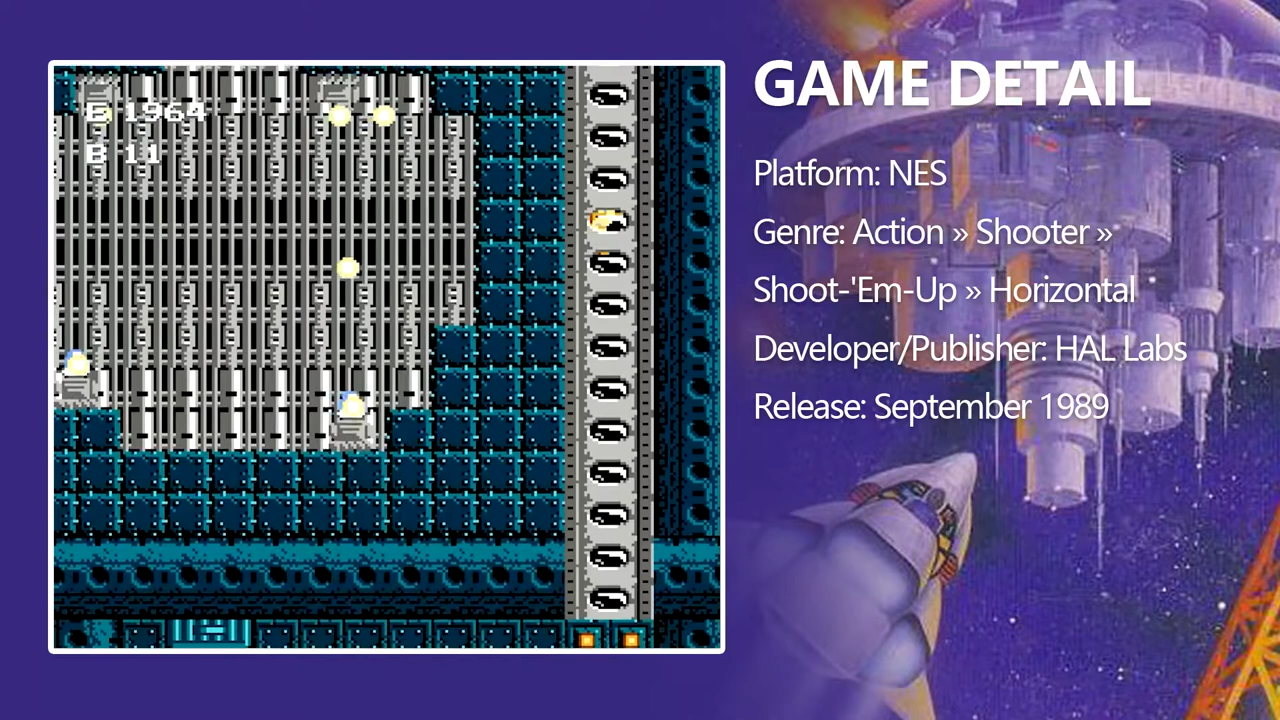 E 1964
B 11
GAME DETAIL
Platform: NES
Genre: Action » Shooter »
Shoot-'Em-Up » Horizontal
Developer/Publisher: HAL Labs
Release: September 1989